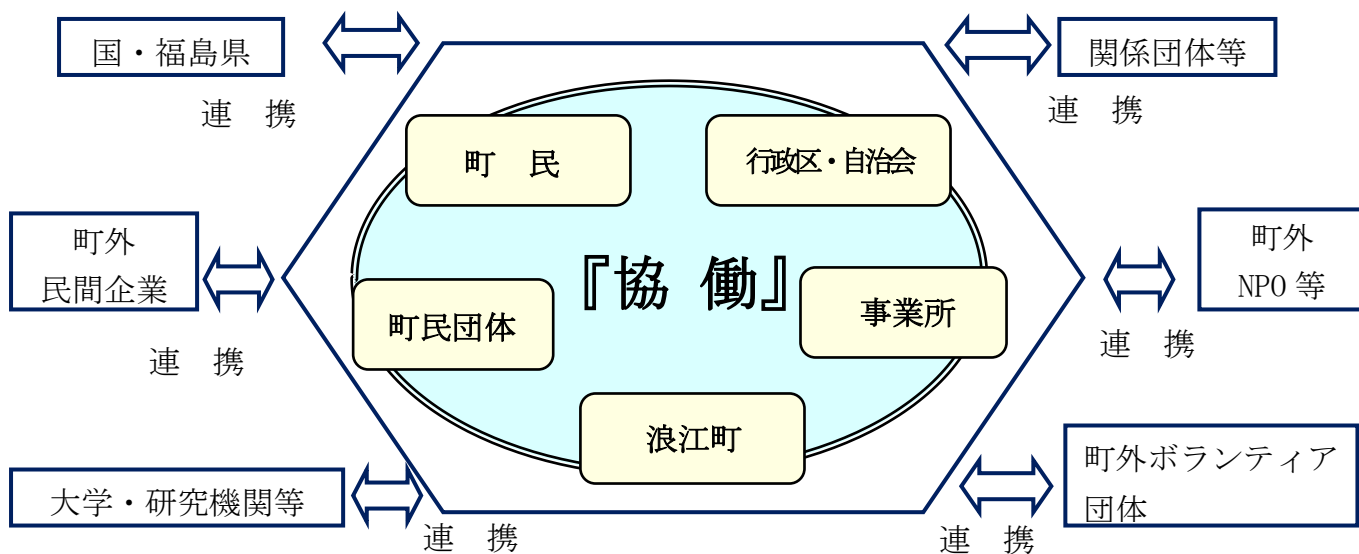 国・福島県
関係団体等
連　携
連　携
町　民
行政区・自治会
町外
民間企業
町外
NPO 等
『協 働』
町民団体
事業所
連　携
連　携
浪江町
大学・研究機関等
町外ボランティア
団体
連　携
連　携